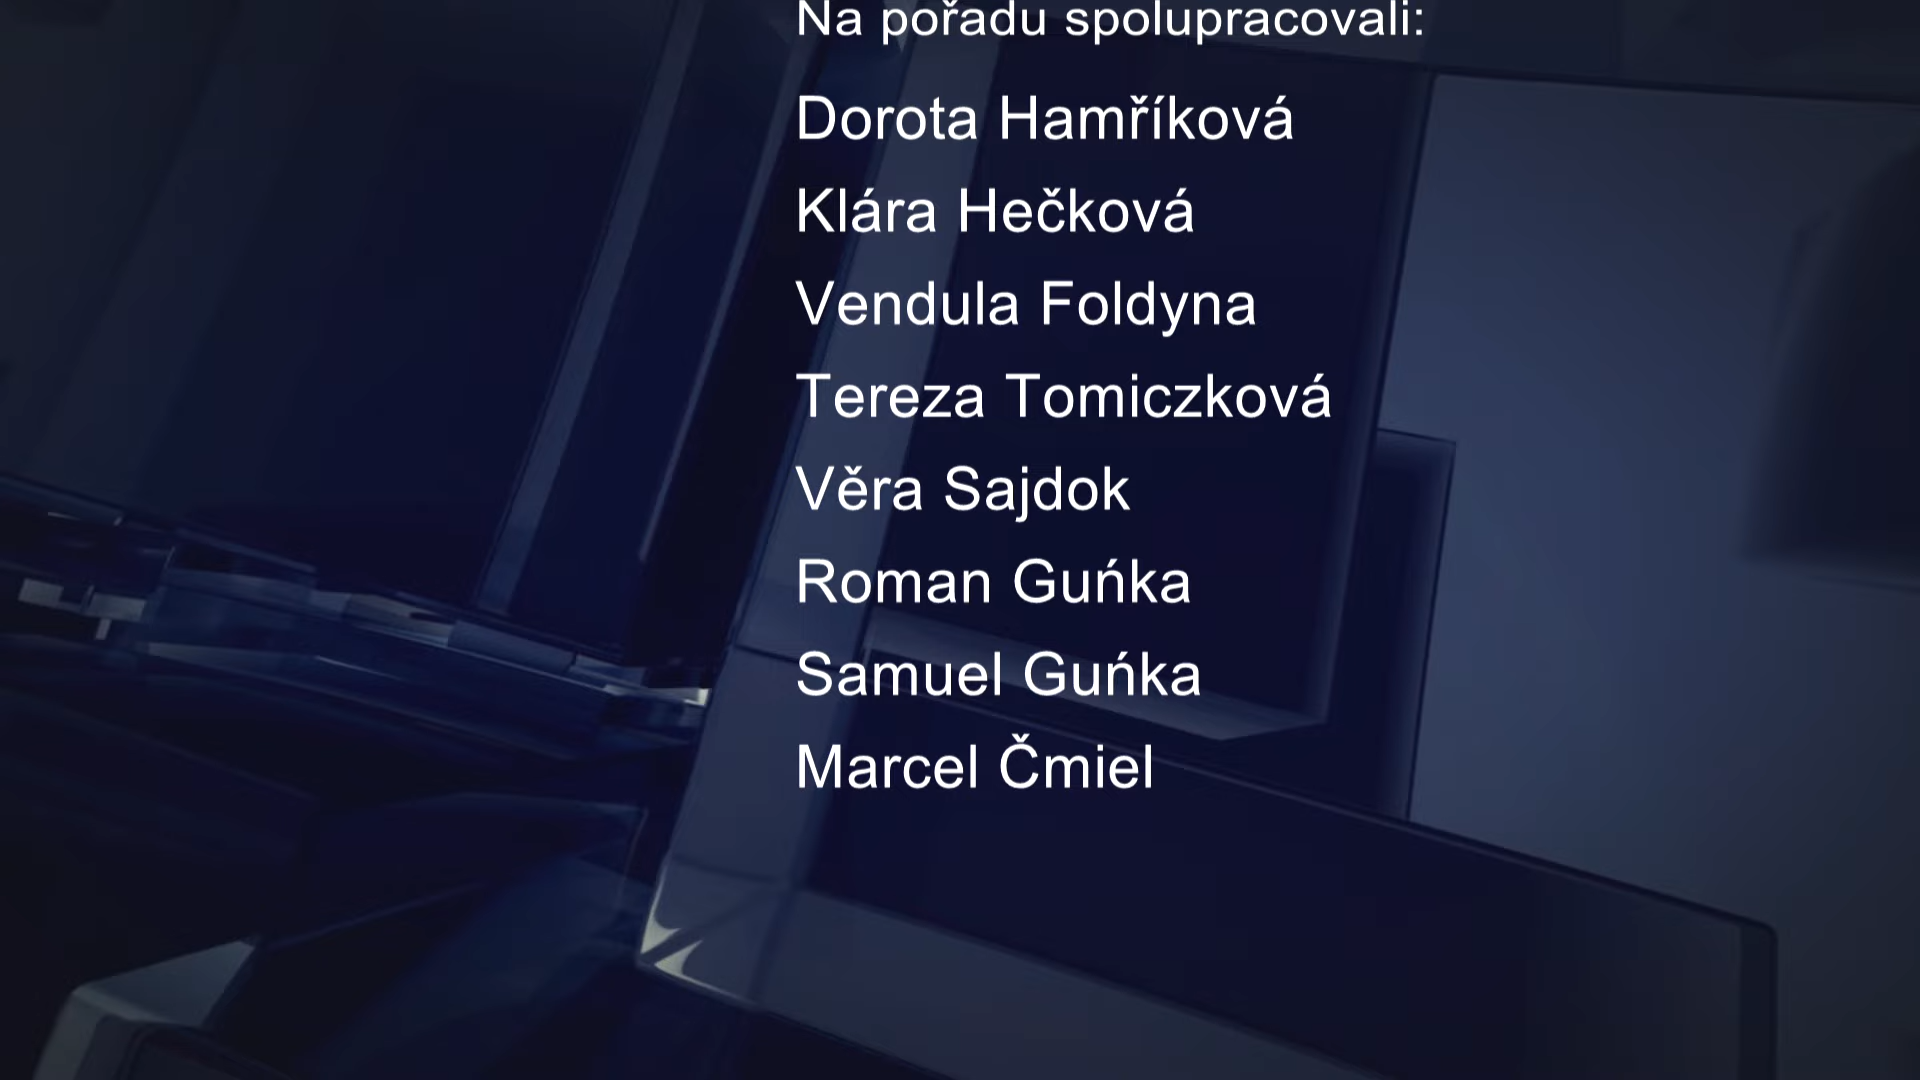 Na pořadu spolupracovali:
Dorota Hamříková
Klára Hečková
Vendula Foldyna
Tereza Tomiczková
Věra Sajdok
Roman Guńka
Samuel Guńka
Marcel Čmiel